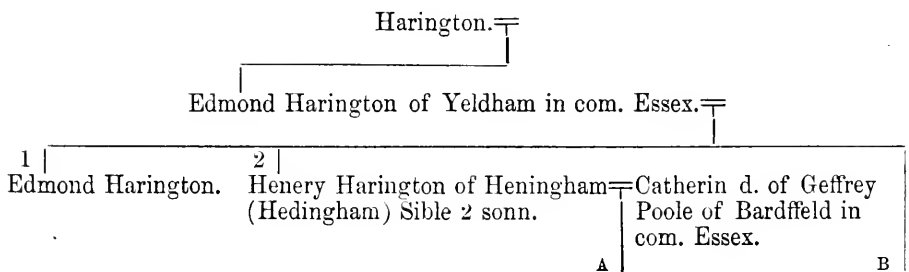 Harington.
Edmond Harington of Yeldham in com. Essex.
1 2
Edmond Harington. Henery Harington of Heningham Catherin d. of Geffrey
(Hedingham) Sible 2 sonn. Poole of Bardffeld in
com. Essex.
A B